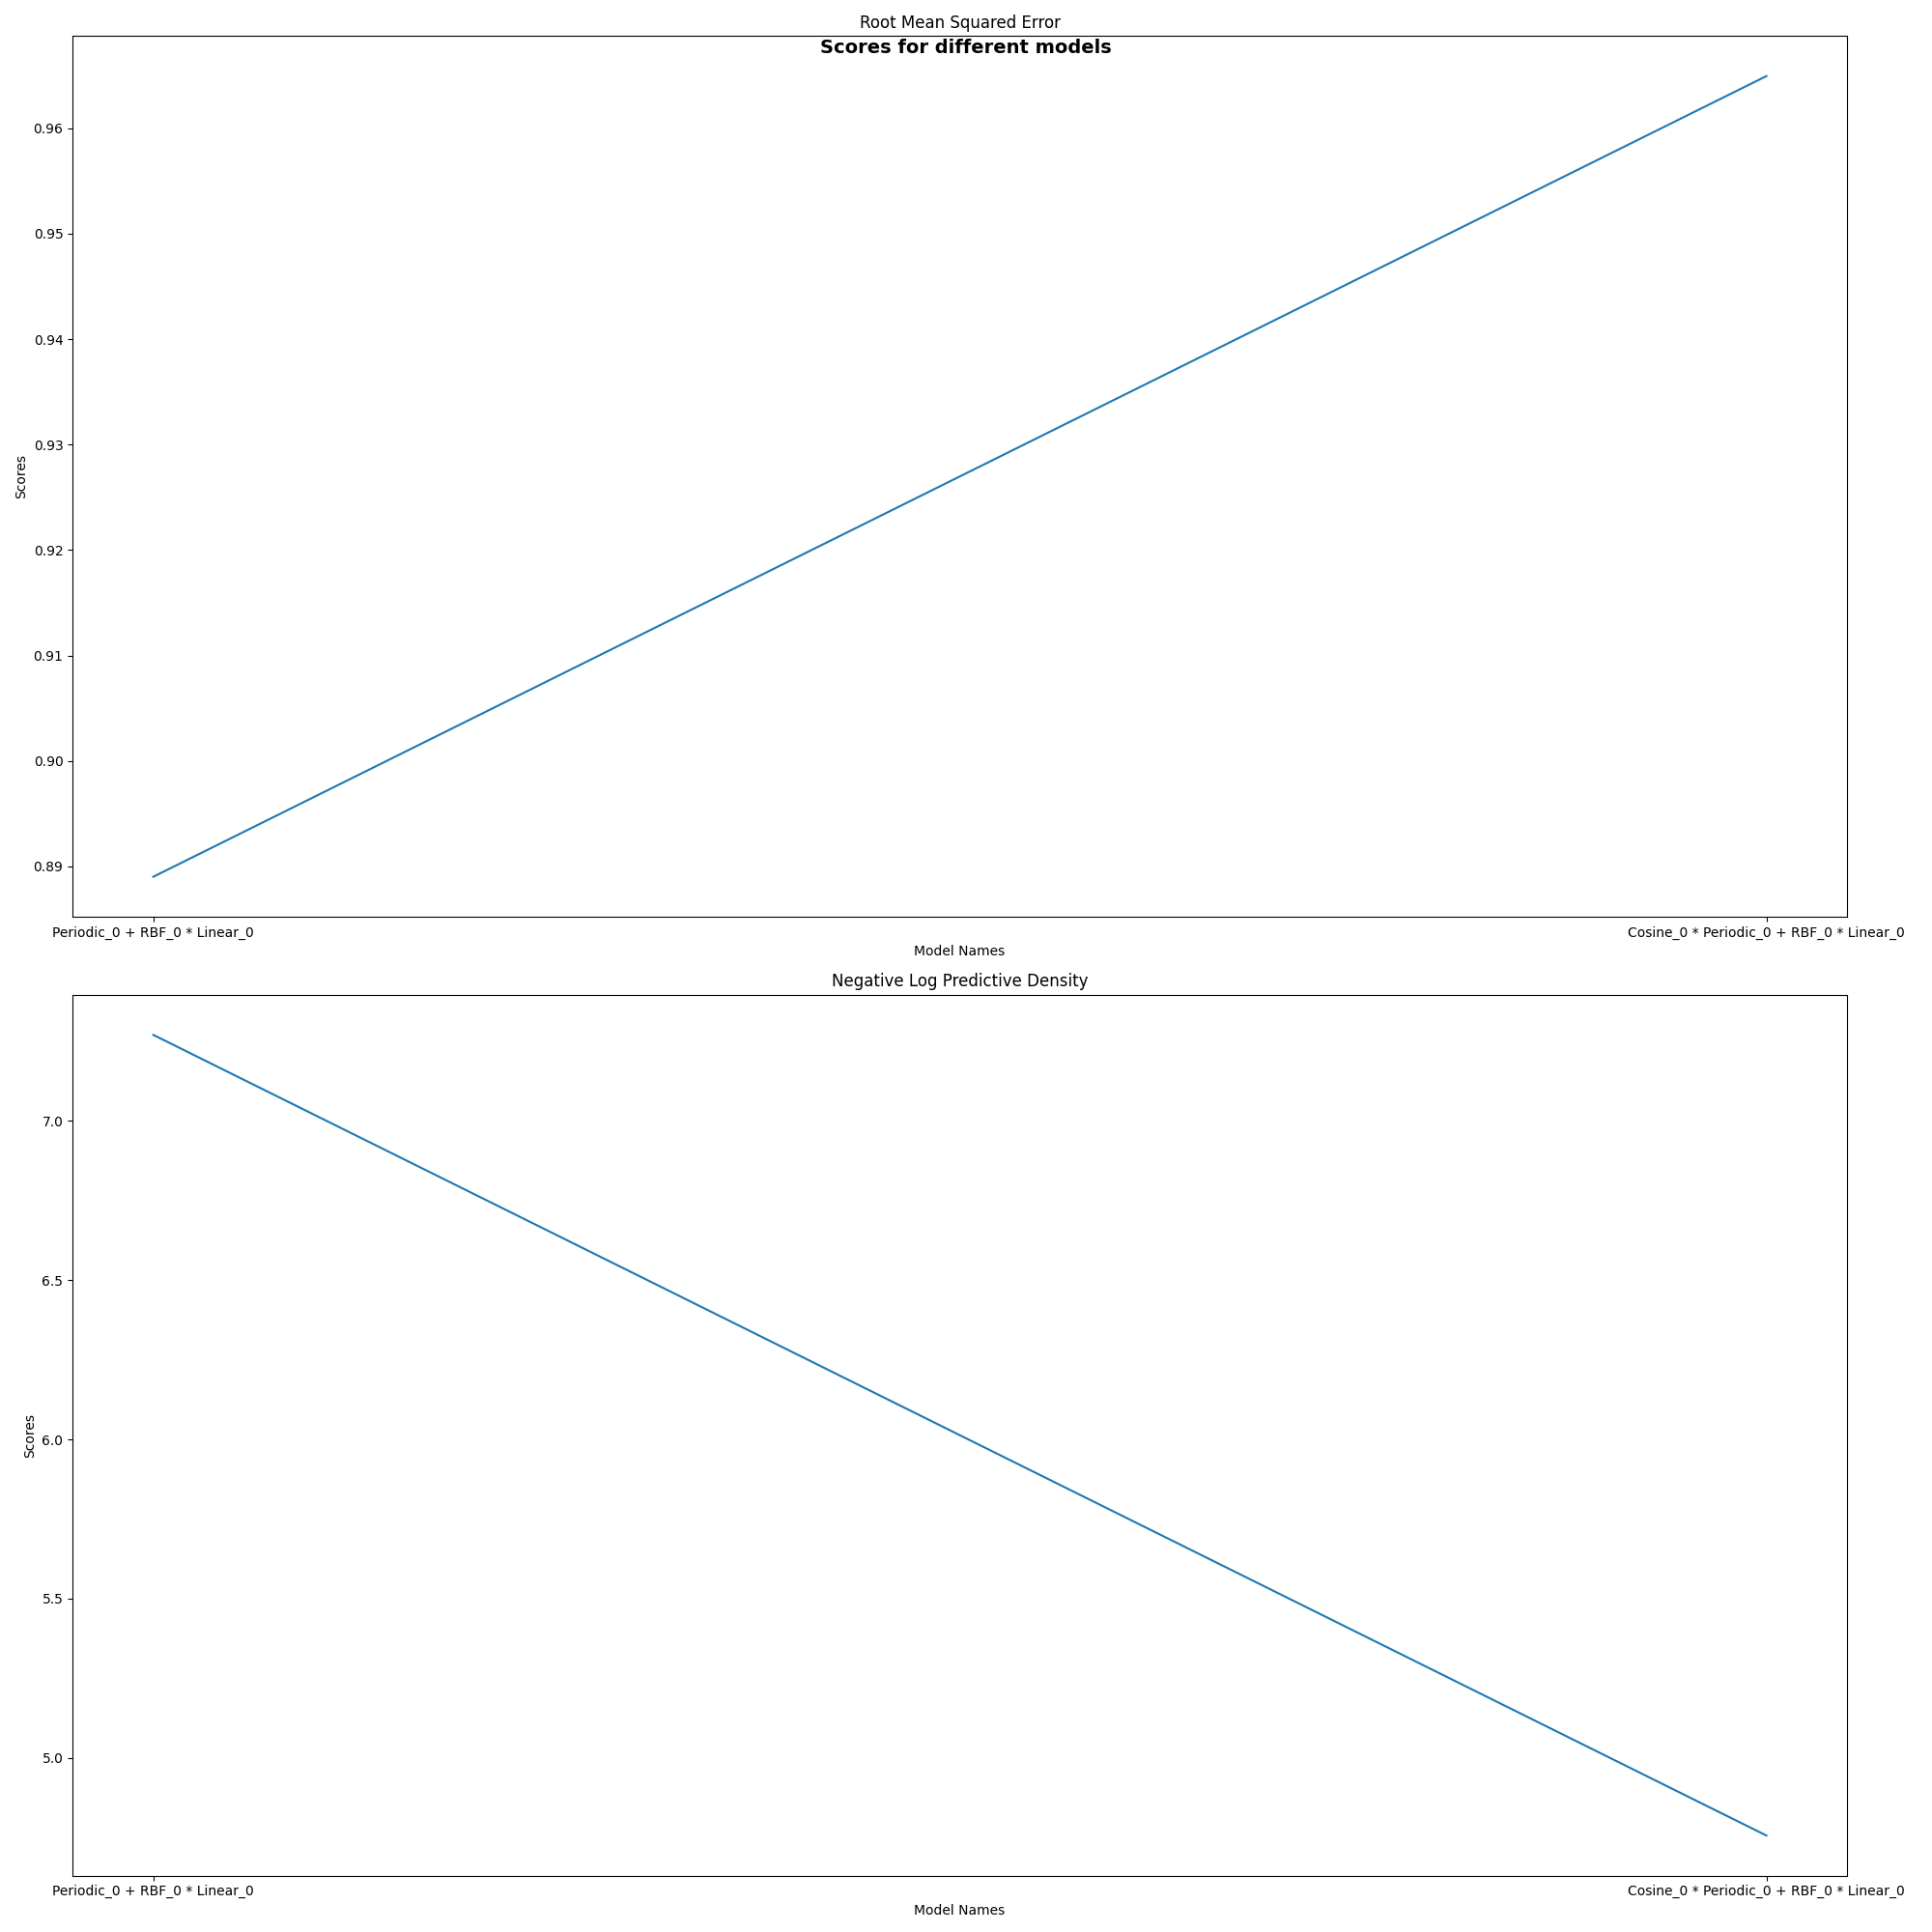 Root Mean Squared Error
Scores for different models
0.96
0.95
0.94
0.93
0.92
0.91
0.90
0.89
Scores
Periodic_0 + RBF_0 * Linear_0
Cosine_0 * Periodic_0 + RBF_0 * Linear_0
Model Names
Negative Log Predictive Density
7.0
6.5
6.0
5.5
5.0
Scores
Periodic_0 + RBF_0 * Linear_0
Cosine_0 * Periodic_0 + RBF_0 * Linear_0
Model Names